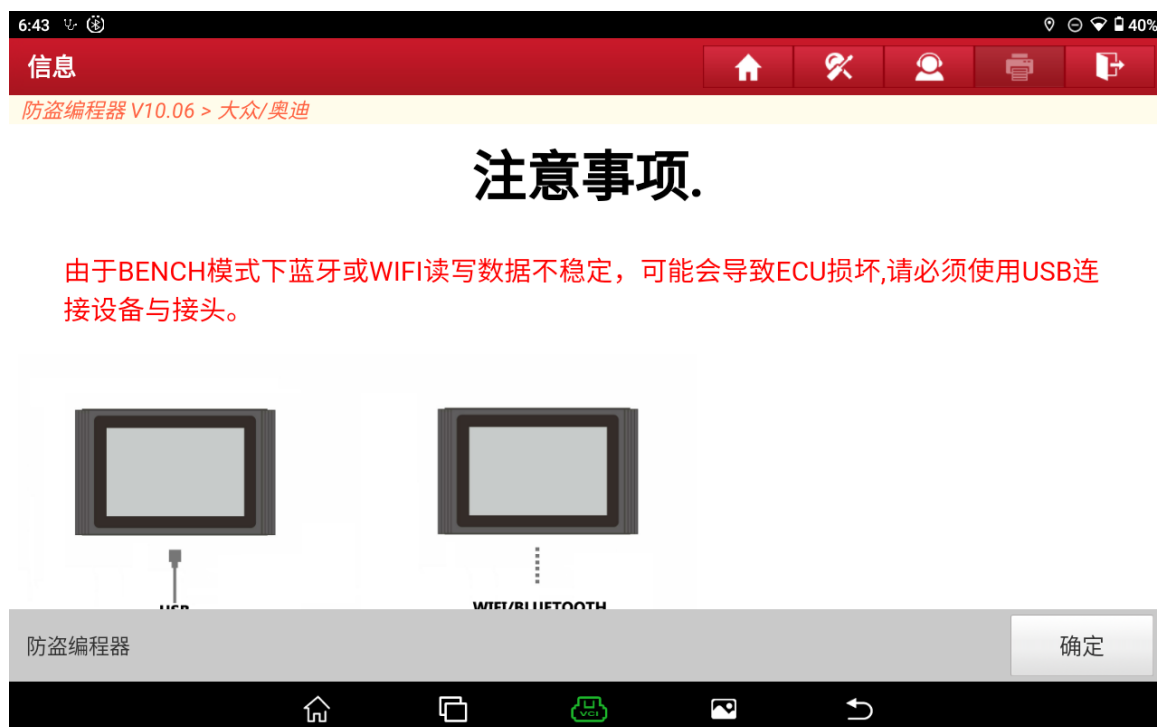 6:43
40%
信息
防盗编程器 V10.06 > 大众/奥迪
注意事项.
由于BENCH模式下蓝牙或WIFI读写数据不稳定，可能会导致ECU损坏,请必须使用USB连
接设备与接头。
USB
WIFI/BLUETOOTH
防盗编程器
确定
VCI